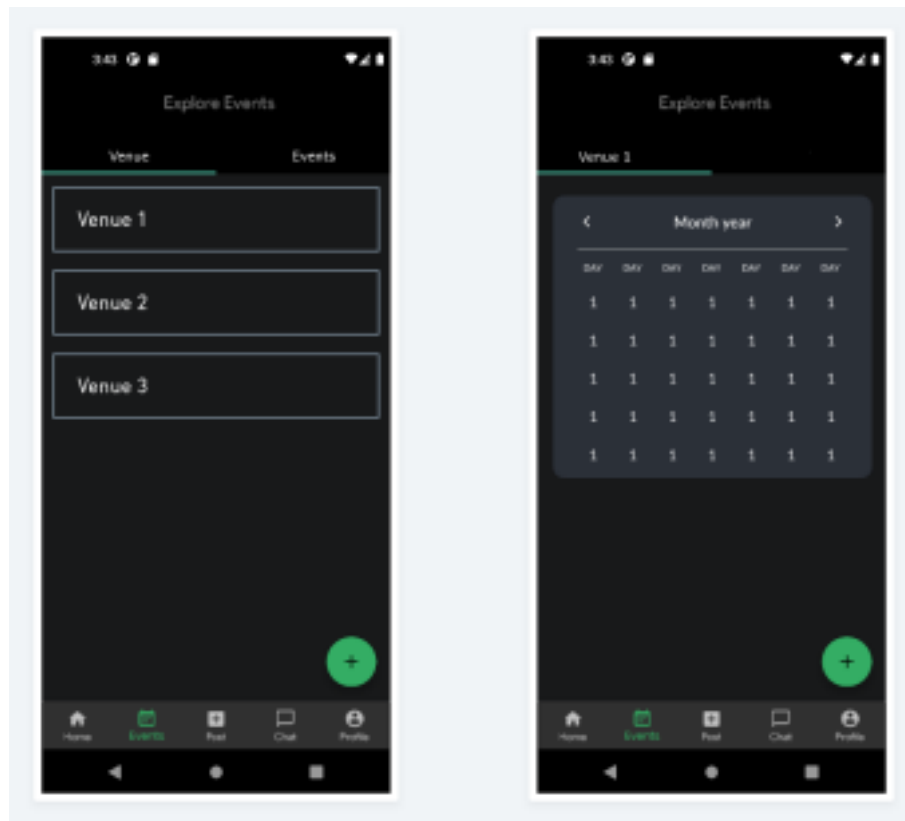 3:43
Explore Events
Venue Events
Venue 1
Venue 2
Venue 3
Home Events Post Chat Profile
3:43
Explore Events
Venue 1
< Month year >
DAY DAY DAY DAY DAY DAY DAY
1 1 1 1 1 1 1
1 1 1 1 1 1 1
1 1 1 1 1 1 1
1 1 1 1 1 1 1
1 1 1 1 1 1 1
Home Events Post Chat Profile